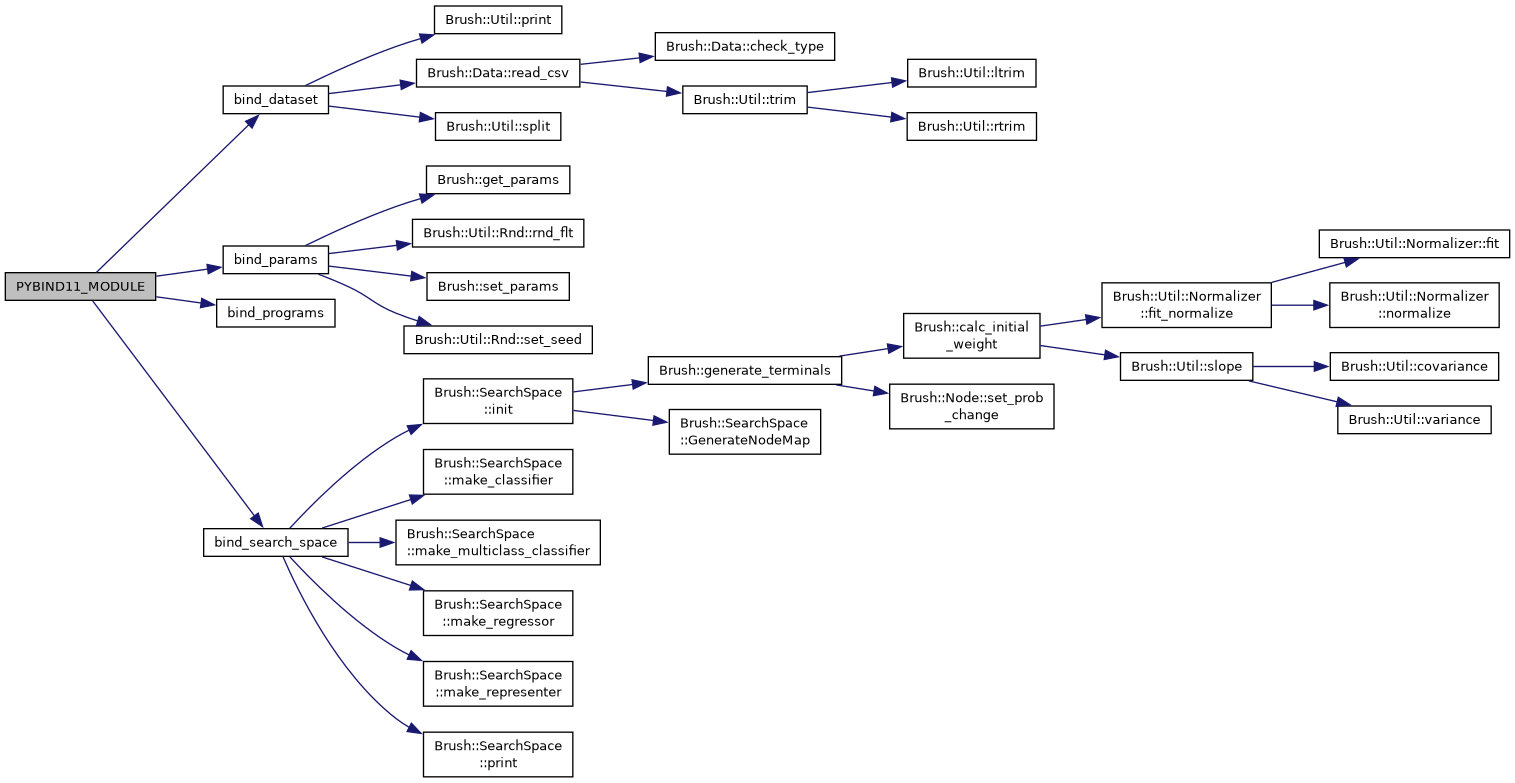 Brush::Util::print
Brush::Data::check_type
Brush::Data::read_csv
Brush::Util::ltrim
bind_dataset
Brush::Util::trim
Brush::Util::split
Brush::Util::rtrim
Brush::get_params
Brush::Util::Rnd::rnd_flt
Brush::Util::Normalizer::fit
bind_params
PYBIND11_MODULE
Brush::set_params
Brush::Util::Normalizer
::fit_normalize
Brush::Util::Normalizer
::normalize
bind_programs
Brush::Util::Rnd::set_seed
Brush::calc_initial
_weight
Brush::generate_terminals
Brush::Util::slope
Brush::Util::covariance
Brush::SearchSpace
::init
Brush::Node::set_prob
_change
Brush::Util::variance
Brush::SearchSpace
::GenerateNodeMap
Brush::SearchSpace
::make_classifier
bind_search_space
Brush::SearchSpace
::make_multiclass_classifier
Brush::SearchSpace
::make_regressor
Brush::SearchSpace
::make_representer
Brush::SearchSpace
::print